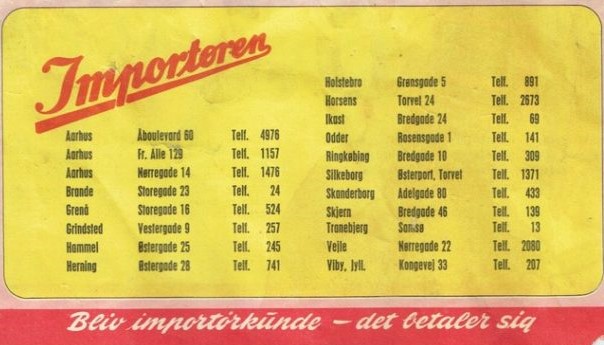 Importøren
Aarhus Åboulevard 60 Telf. 4976
Aarhus Fr. Alle 129 Telf. 1157
Aarhus Nørregade 14 Telf. 1476
Brande Storegade 23 Telf. 24
Grenå Storegade 16 Telf. 524
Grindsted Vestergade 9 Telf. 257
Hammel Østergade 25 Telf. 245
Herning Østergade 28 Telf. 741
Holstebro Grønsgade 5 Telf. 891
Horsens Torvet 24 Telf. 2673
Ikast Bredgade 24 Telf. 69
Odder Rosensgade 1 Telf. 141
Ringkøbing Bredgade 10 Telf. 309
Silkeborg Østerport, Torvet Telf. 1371
Skanderborg Adelgade 80 Telf. 433
Skjern Bredgade 46 Telf. 139
Tranebjerg Samsø Telf. 13
Vejle Nørregade 22 Telf. 2080
Viby, Jyll. Kongevej 33 Telf. 207
Bliv importörkunde – det betaler sig